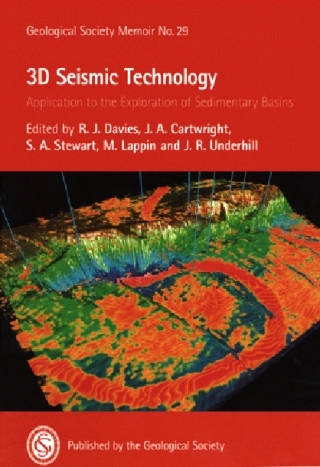 Geological Society Memoir No. 29
3D Seismic Technology
Application to the Exploration of Sedimentary Basins
Edited by R. J. Davies, J. A. Cartwright,
S. A. Stewart, M. Lappin and J. R. Underhill
Published by the Geological Society